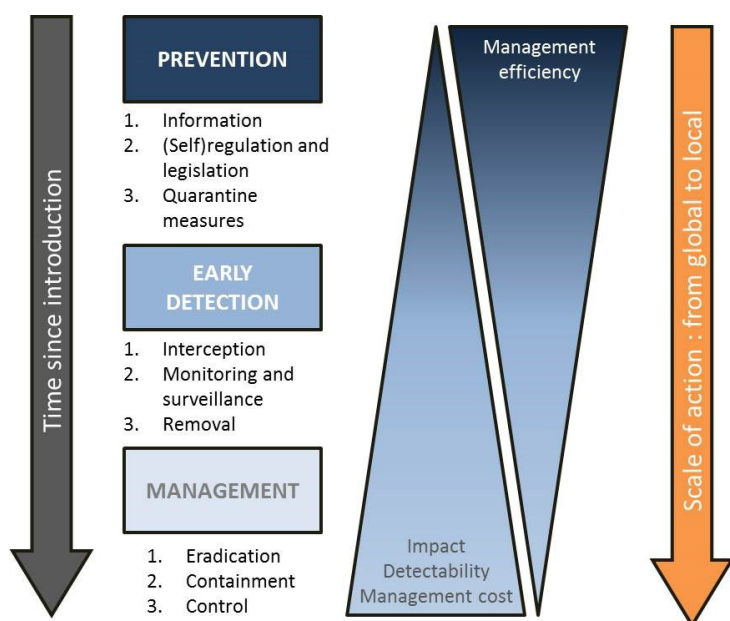 Time since introduction
PREVENTION
1. Information
2. (Self)regulation and
legislation
3. Quarantine
measures
EARLY
DETECTION
1. Interception
2. Monitoring and
surveillance
3. Removal
MANAGEMENT
1. Eradication
2. Containment
3. Control
Management
efficiency
Impact
Detectability
Management cost
Scale of action : from global to local